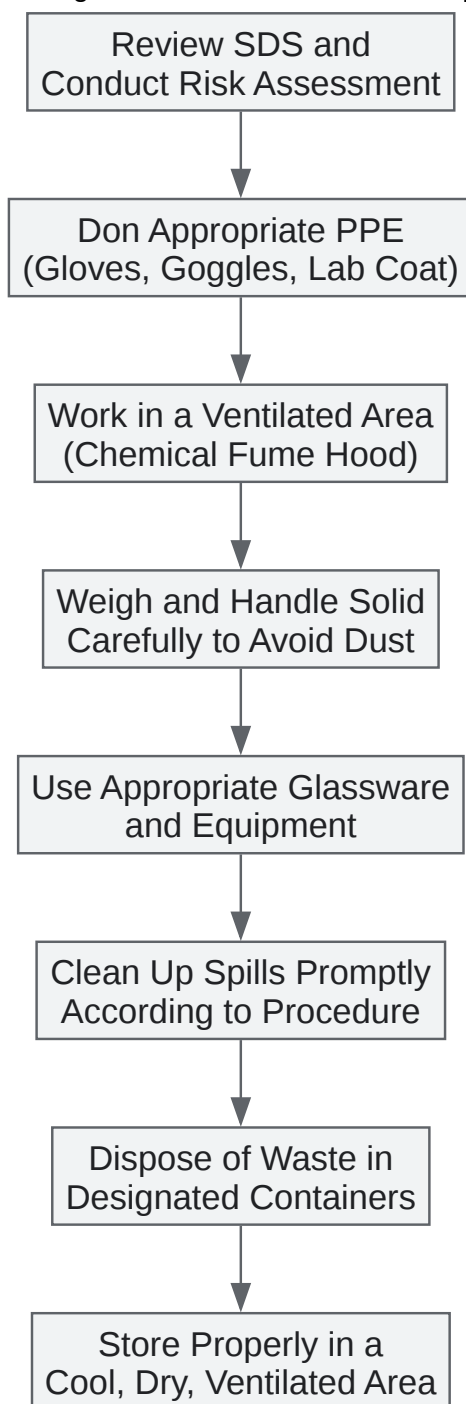 Review SDS and
Conduct Risk Assessment
Don Appropriate PPE
(Gloves, Goggles, Lab Coat)
Work in a Ventilated Area
(Chemical Fume Hood)
Weigh and Handle Solid
Carefully to Avoid Dust
Use Appropriate Glassware
and Equipment
Clean Up Spills Promptly
According to Procedure
Dispose of Waste in
Designated Containers
Store Properly in a
Cool, Dry, Ventilated Area